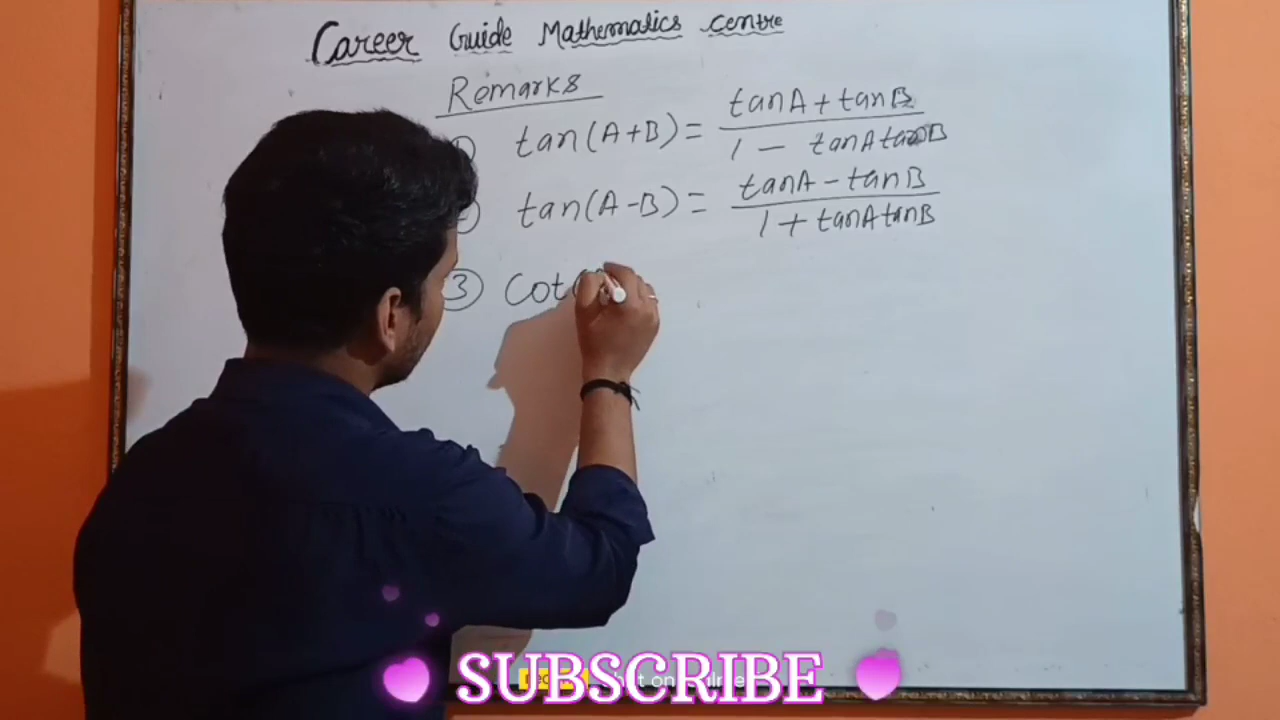 Career Guide Mathematics centre
Remarks
tan(A+B) = tanA + tanB / 1 - tanA tanB
tan(A-B) = tanA - tanB / 1 + tanA tanB
③ Cot(
SUBSCRIBE